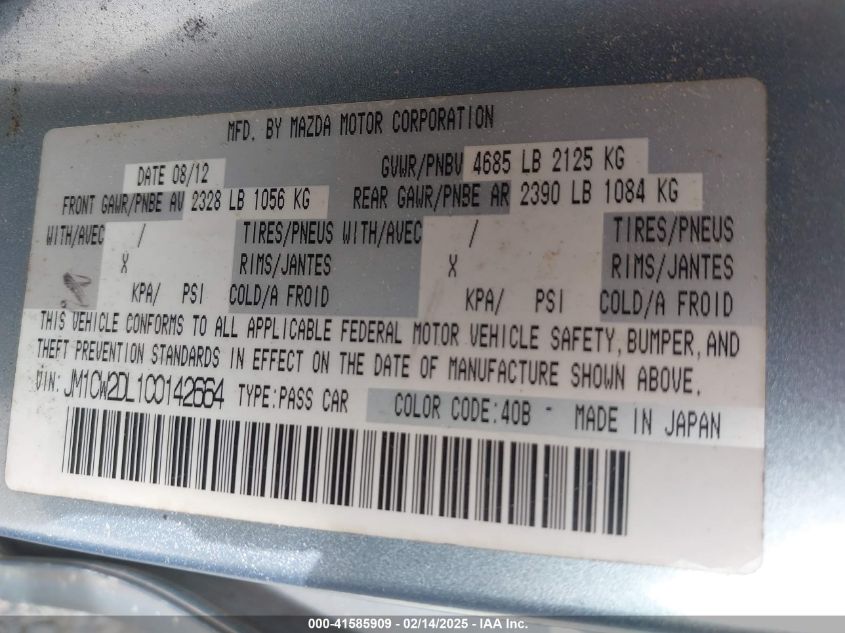 MFD. BY MAZDA MOTOR CORPORATION
DATE 08/12 GVWR/PNBV 4685 LB 2125 KG
FRONT GAWR/PNBE AV 2328 LB 1056 KG REAR GAWR/PNBE AR 2390 LB 1084 KG
WITH/AVEC / TIRES/PNEUS WITH/AVEC / TIRES/PNEUS
X RIMS/JANTES X RIMS/JANTES
KPA/ PSI COLD/A FROID KPA/ PSI COLD/A FROID
THIS VEHICLE CONFORMS TO ALL APPLICABLE FEDERAL MOTOR VEHICLE SAFETY, BUMPER, AND
THEFT PREVENTION STANDARDS IN EFFECT ON THE DATE OF MANUFACTURE SHOWN ABOVE.
VIN: JM1CW2DL1C0142664 TYPE:PASS CAR COLOR CODE:40B - MADE IN JAPAN
000-41585909 - 02/14/2025 - IAA Inc.